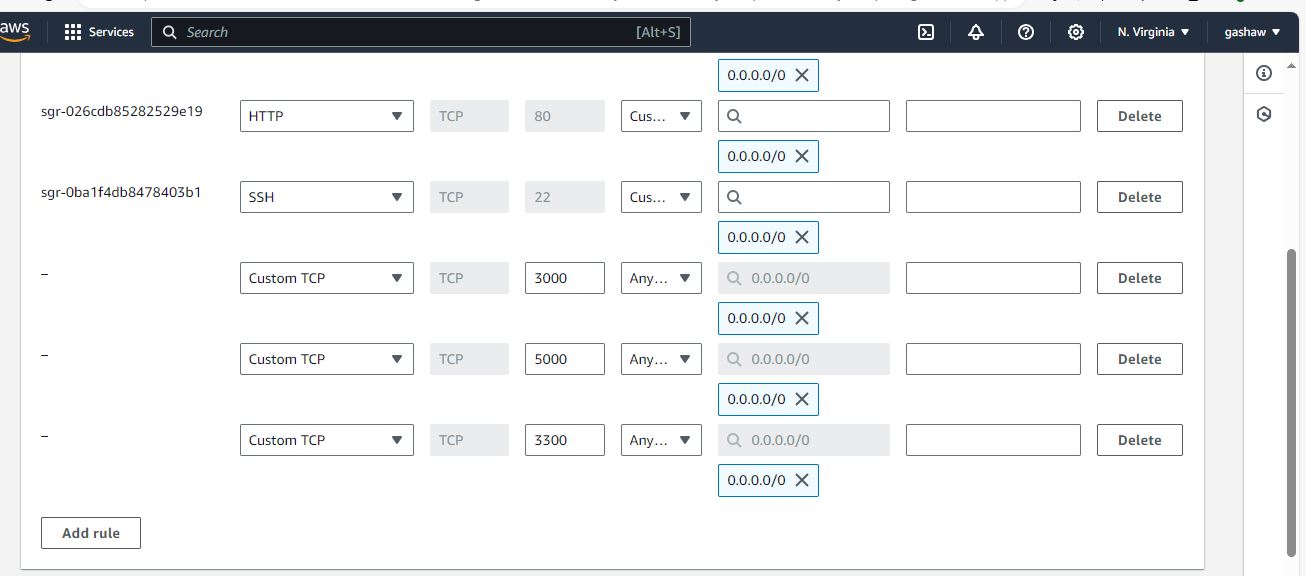 aws Services Search [Alt+S] N. Virginia gashaw
0.0.0.0/0
sgr-026cdb85282529e19 HTTP TCP 80 Cus... Delete
0.0.0.0/0
sgr-0ba1f4db8478403b1 SSH TCP 22 Cus... Delete
0.0.0.0/0
– Custom TCP TCP 3000 Any... 0.0.0.0/0 Delete
0.0.0.0/0
– Custom TCP TCP 5000 Any... 0.0.0.0/0 Delete
0.0.0.0/0
– Custom TCP TCP 3300 Any... 0.0.0.0/0 Delete
0.0.0.0/0
Add rule